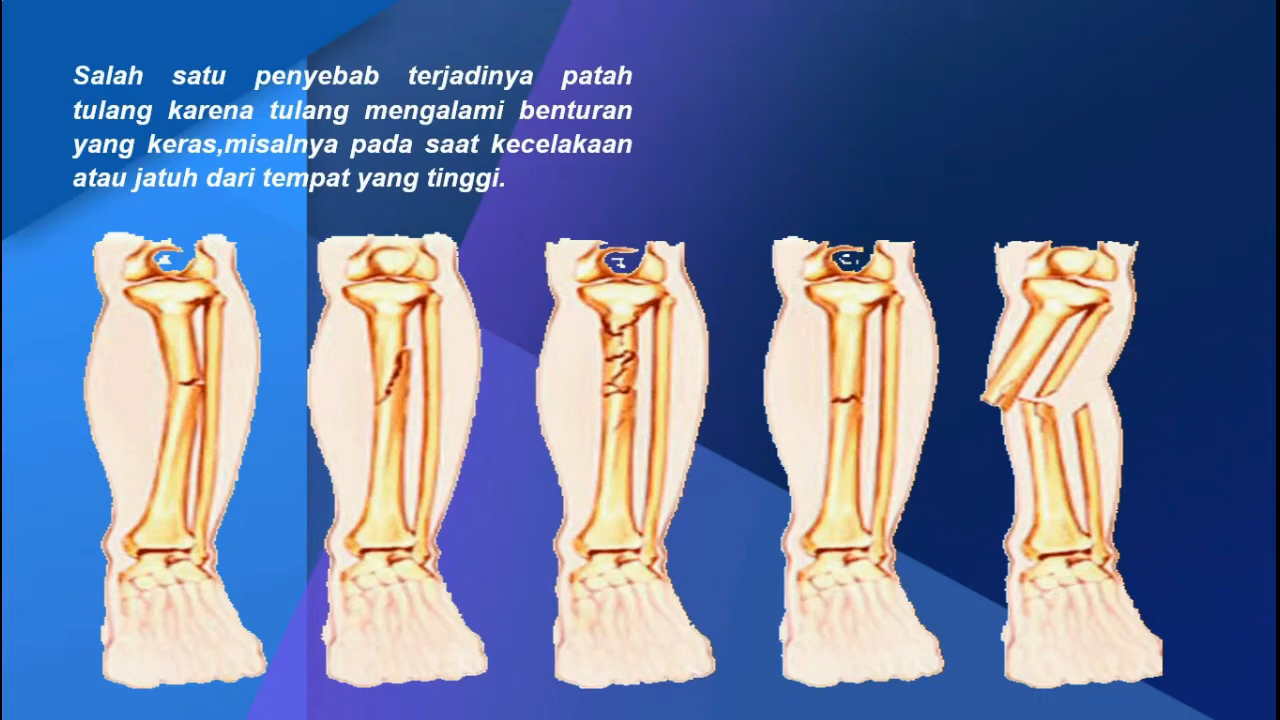 Salah satu penyebab terjadinya patah
tulang karena tulang mengalami benturan
yang keras,misalnya pada saat kecelakaan
atau jatuh dari tempat yang tinggi.